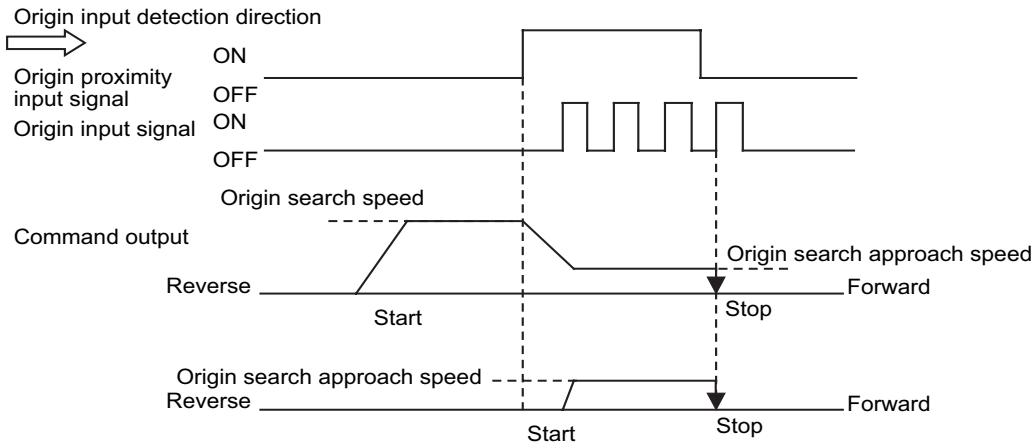 Origin input detection direction
ON
Origin proximity
input signal
OFF
Origin input signal
ON
OFF
Origin search speed
Command output
Origin search approach speed
Reverse
Forward
Start
Stop
Origin search approach speed
Reverse
Forward
Start
Stop